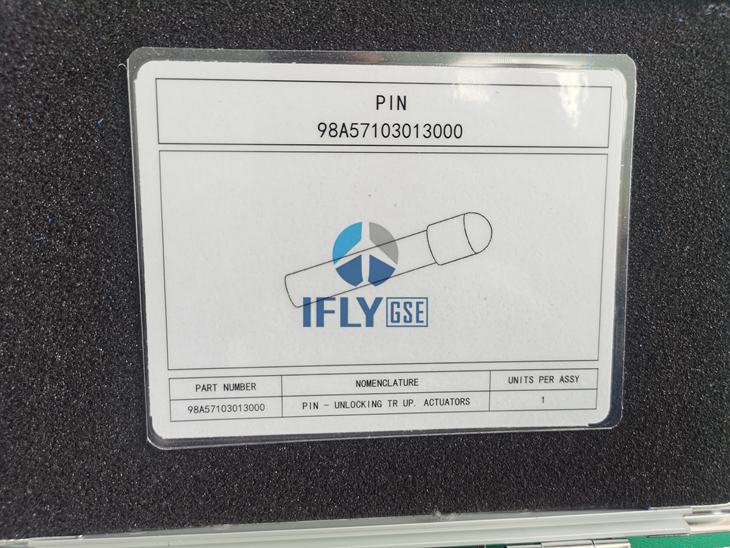 PIN
98A57103013000
IFLY GSE
PART NUMBER NOMENCLATURE UNITS PER ASSY
98A57103013000 PIN - UNLOCKING TR UP. ACTUATORS 1